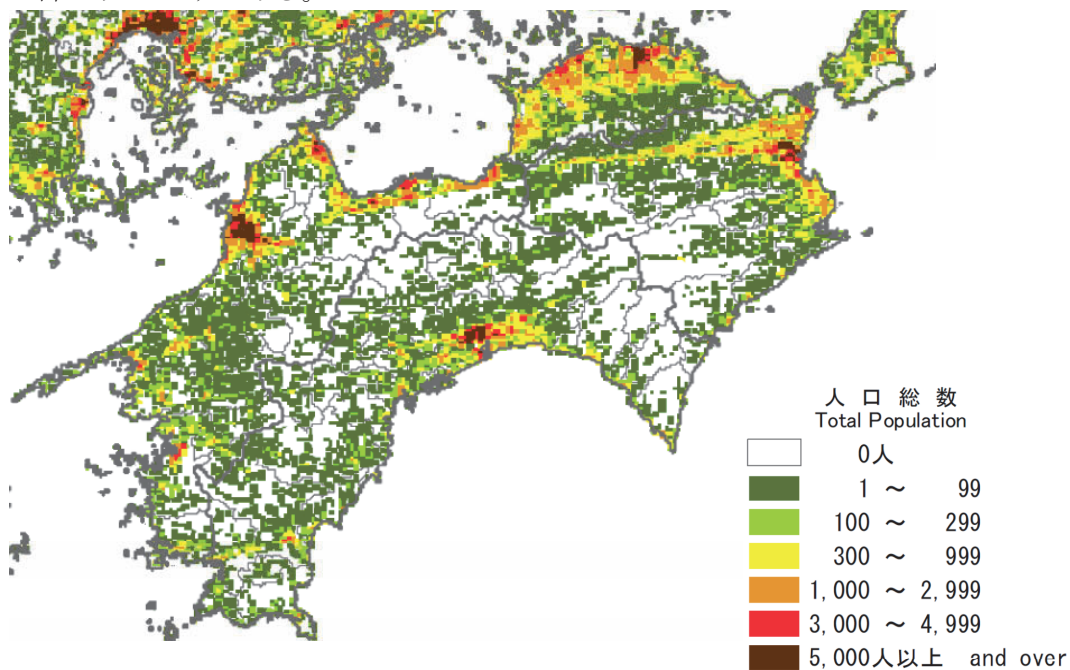 人 口 総 数
Total Population
0人
1 ～ 99
100 ～ 299
300 ～ 999
1,000 ～ 2,999
3,000 ～ 4,999
5,000人以上 and over